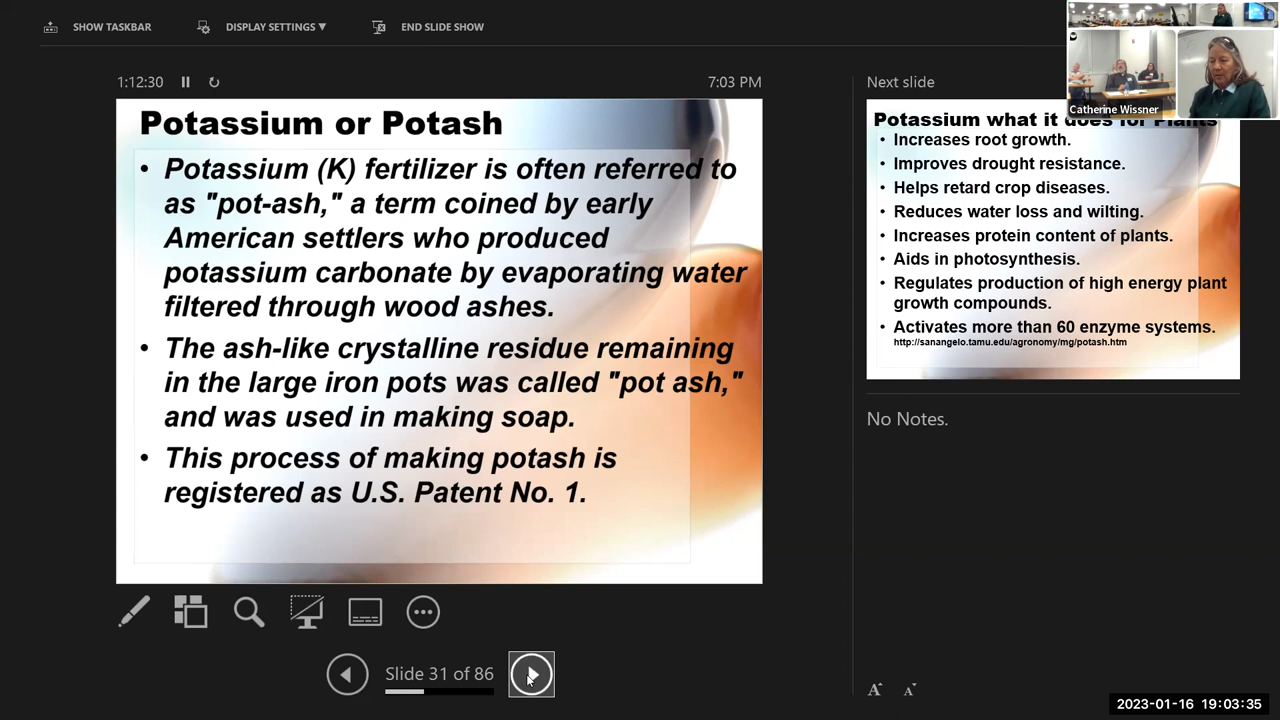 SHOW TASKBAR
DISPLAY SETTINGS ▼
END SLIDE SHOW
1:12:30
7:03 PM
Potassium or Potash
• Potassium (K) fertilizer is often referred to
as "pot-ash," a term coined by early
American settlers who produced
potassium carbonate by evaporating water
filtered through wood ashes.
• The ash-like crystalline residue remaining
in the large iron pots was called "pot ash,"
and was used in making soap.
• This process of making potash is
registered as U.S. Patent No. 1.
Slide 31 of 86
Next slide
Catherine Wissner
Potassium what it does for Plants
• Increases root growth.
• Improves drought resistance.
• Helps retard crop diseases.
• Reduces water loss and wilting.
• Increases protein content of plants.
• Aids in photosynthesis.
• Regulates production of high energy plant
growth compounds.
• Activates more than 60 enzyme systems.
http://sanangelo.tamu.edu/agronomy/mg/potash.htm
No Notes.
A A
2023-01-16 19:03:35